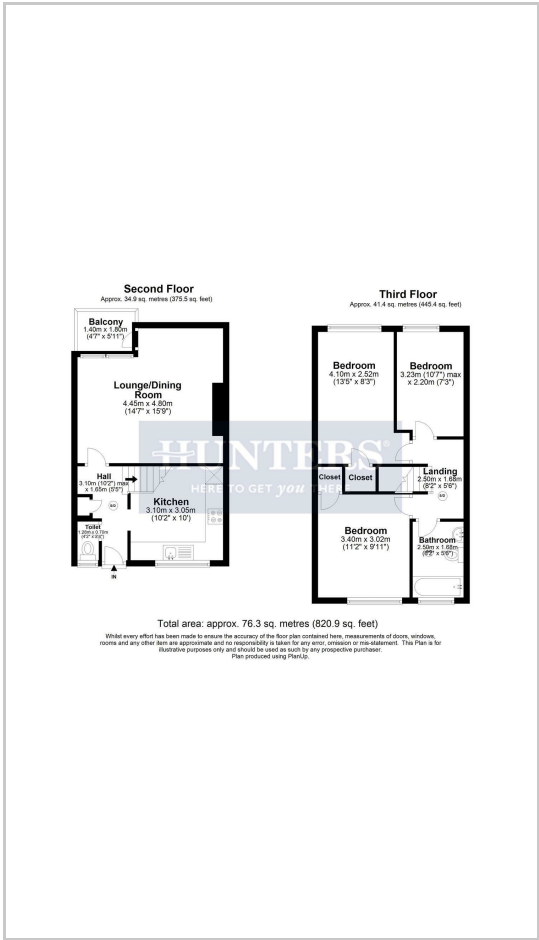 Second Floor
Approx. 34.9 sq. metres (375.5 sq. feet)
Balcony
1.40m x 1.80m
(4'7" x 5'11")
Lounge/Dining
Room
4.45m x 4.80m
(14'7" x 15'9")
Hall
3.10m (10'2") max
x 1.65m (5'5")
Kitchen
3.10m x 3.05m
(10'2" x 10')
Toilet
IN
Third Floor
Approx. 41.4 sq. metres (445.4 sq. feet)
Bedroom
4.10m x 2.52m
(13'5" x 8'3")
Bedroom
3.23m (10'7") max
x 2.20m (7'3")
Landing
2.50m x 1.68m
(8'2" x 5'6")
Closet
Closet
Bedroom
3.40m x 3.02m
(11'2" x 9'11")
Bathroom
2.50m x 1.68m
(8'2" x 5'6")
HUNTERS
HERE TO GET you THERE
Total area: approx. 76.3 sq. metres (820.9 sq. feet)
Whilst every effort has been made to ensure the accuracy of the floor plan contained here, measurements of doors, windows,
rooms and any other item are approximate and no responsibility is taken for any error, omission or mis-statement. This Plan is for
illustrative purposes only and should be used as such by any prospective purchaser.
Plan produced using PlanUp.